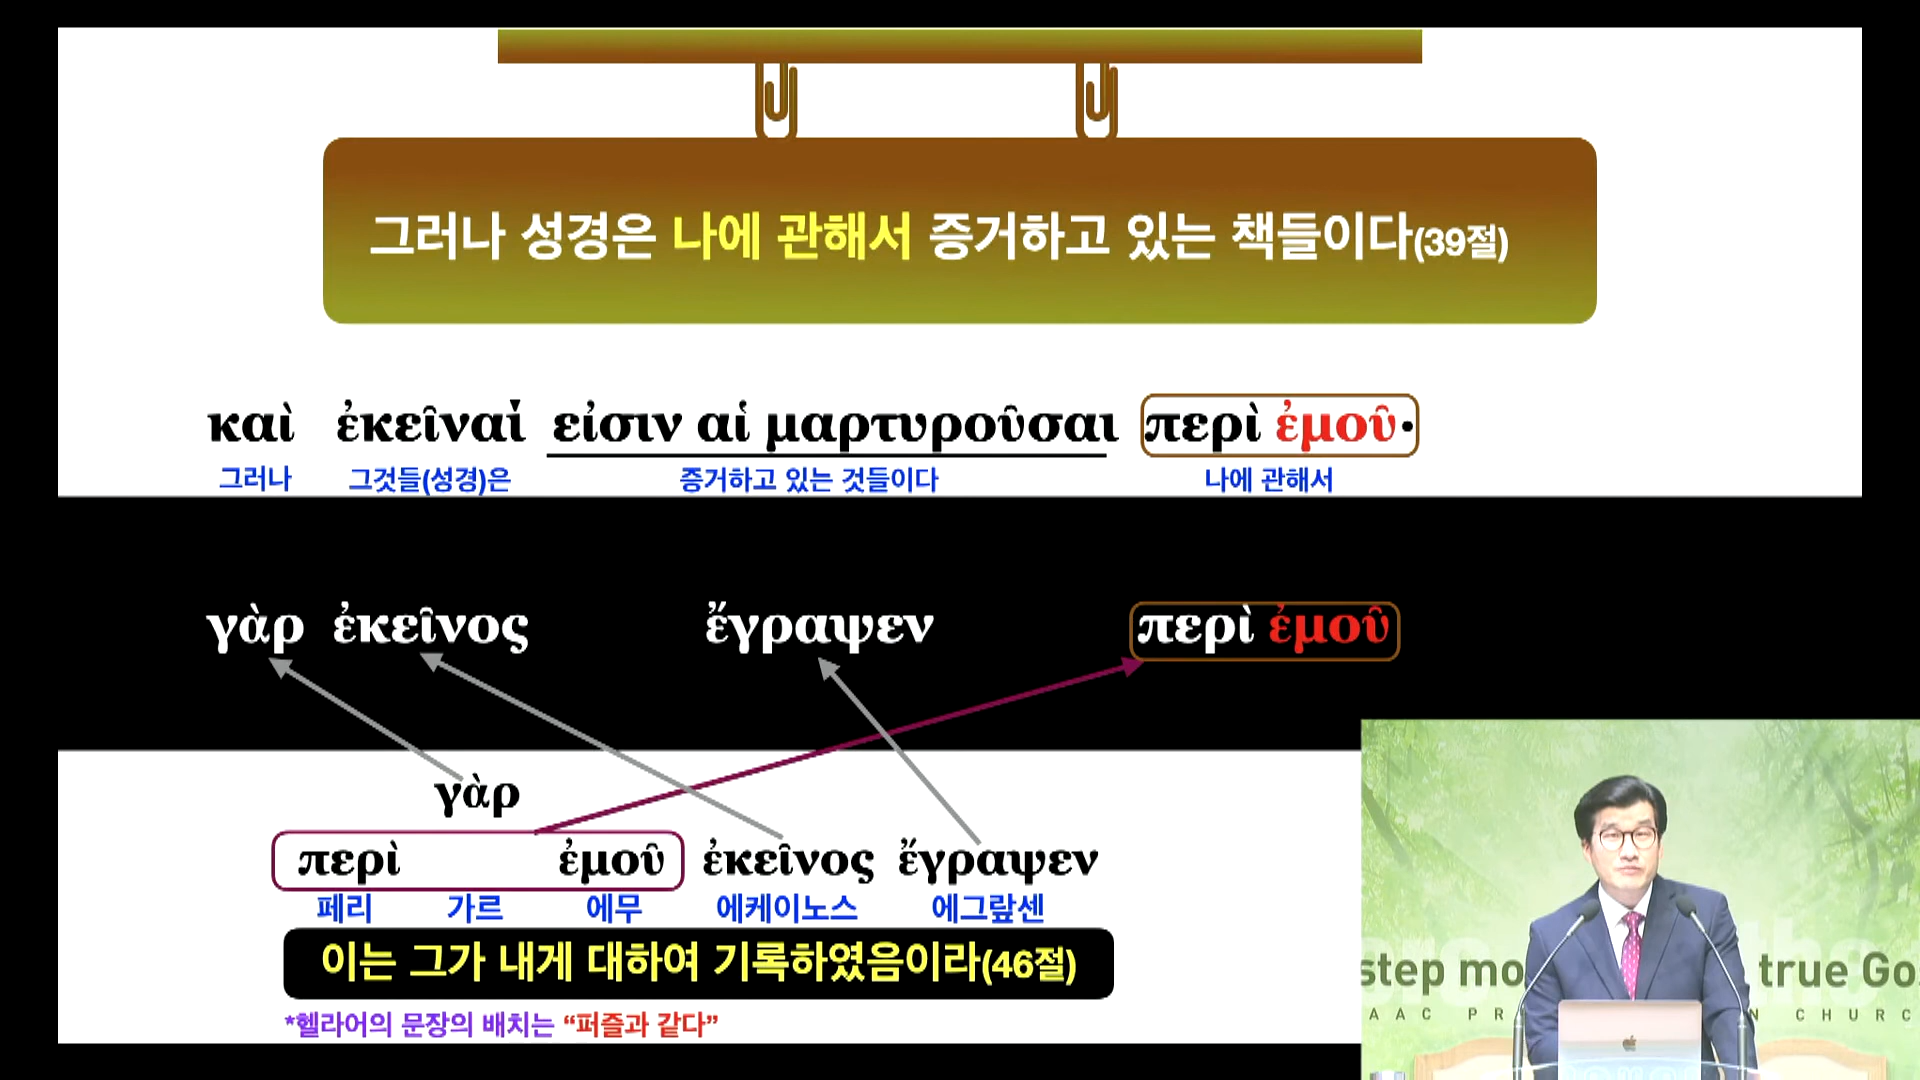 그러나 성경은 나에 관해서 증거하고 있는 책들이다(39절)
καὶ ἐκεῖναί εἰσιν αἱ μαρτυροῦσαι περὶ ἐμοῦ·
그러나 그것들(성경)은 증거하고 있는 것들이다 나에 관해서
γὰρ ἐκεῖνος ἔγραψεν περὶ ἐμοῦ
γὰρ
περὶ ἐμοῦ ἐκεῖνος ἔγραψεν
페리 가르 에무 에케이노스 에그랖센
이는 그가 내게 대하여 기록하였음이라(46절)
*헬라어의 문장의 배치는 “퍼즐과 같다”
step mo true Go
AAC PR N CHURC